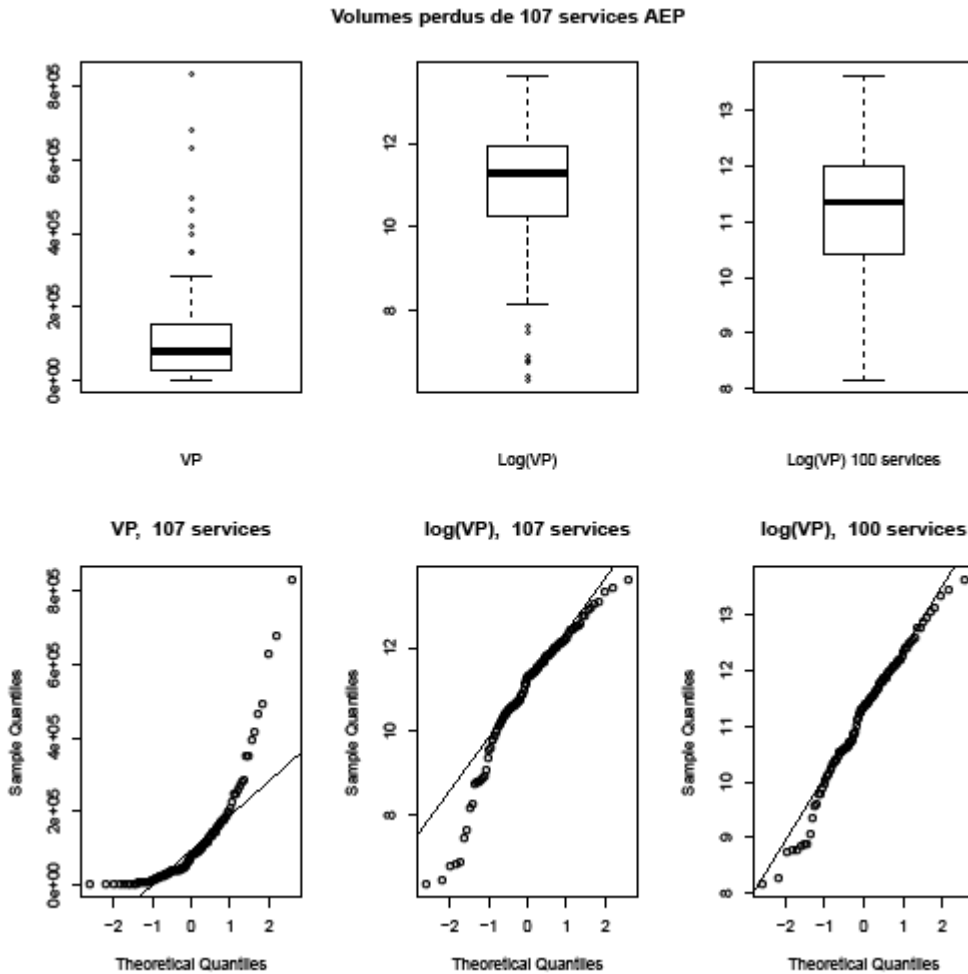 Volumes perdus de 107 services AEP
0e+00 2e+05 4e+05 6e+05 8e+05
8 10 12
8 9 10 11 12 13
VP
Log(VP)
Log(VP) 100 services
VP, 107 services
log(VP), 107 services
log(VP), 100 services
Sample Quantiles
0e+00 2e+05 4e+05 6e+05 8e+05
Sample Quantiles
8 10 12
Sample Quantiles
8 9 10 11 12 13
-2 -1 0 1 2
-2 -1 0 1 2
-2 -1 0 1 2
Theoretical Quantiles
Theoretical Quantiles
Theoretical Quantiles